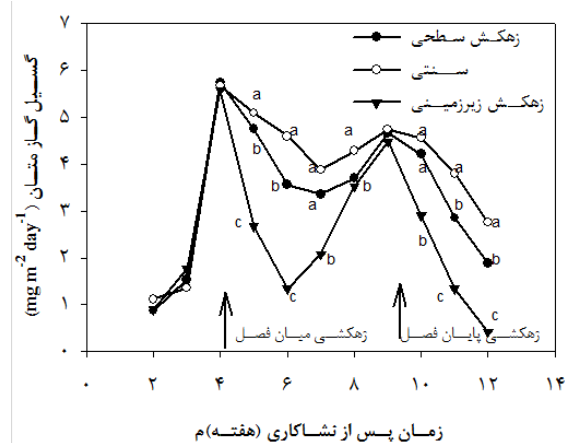 گسیل گاز متان (mg m-2 day-1)
۷
۶
۵
۴
۳
۲
۱
۰
زهکش سطحی
سنتی
زهکش زیرزمینی
a
a
a
a
a
a
a
b
b
a
b
a
b
b
c
c
b
b
b
c
c
زهکشی میان فصل
زهکشی پایان فصل
۰ ۲ ۴ ۶ ۸ ۱۰ ۱۲ ۱۴
زمان پس از نشاکاری (هفته)م